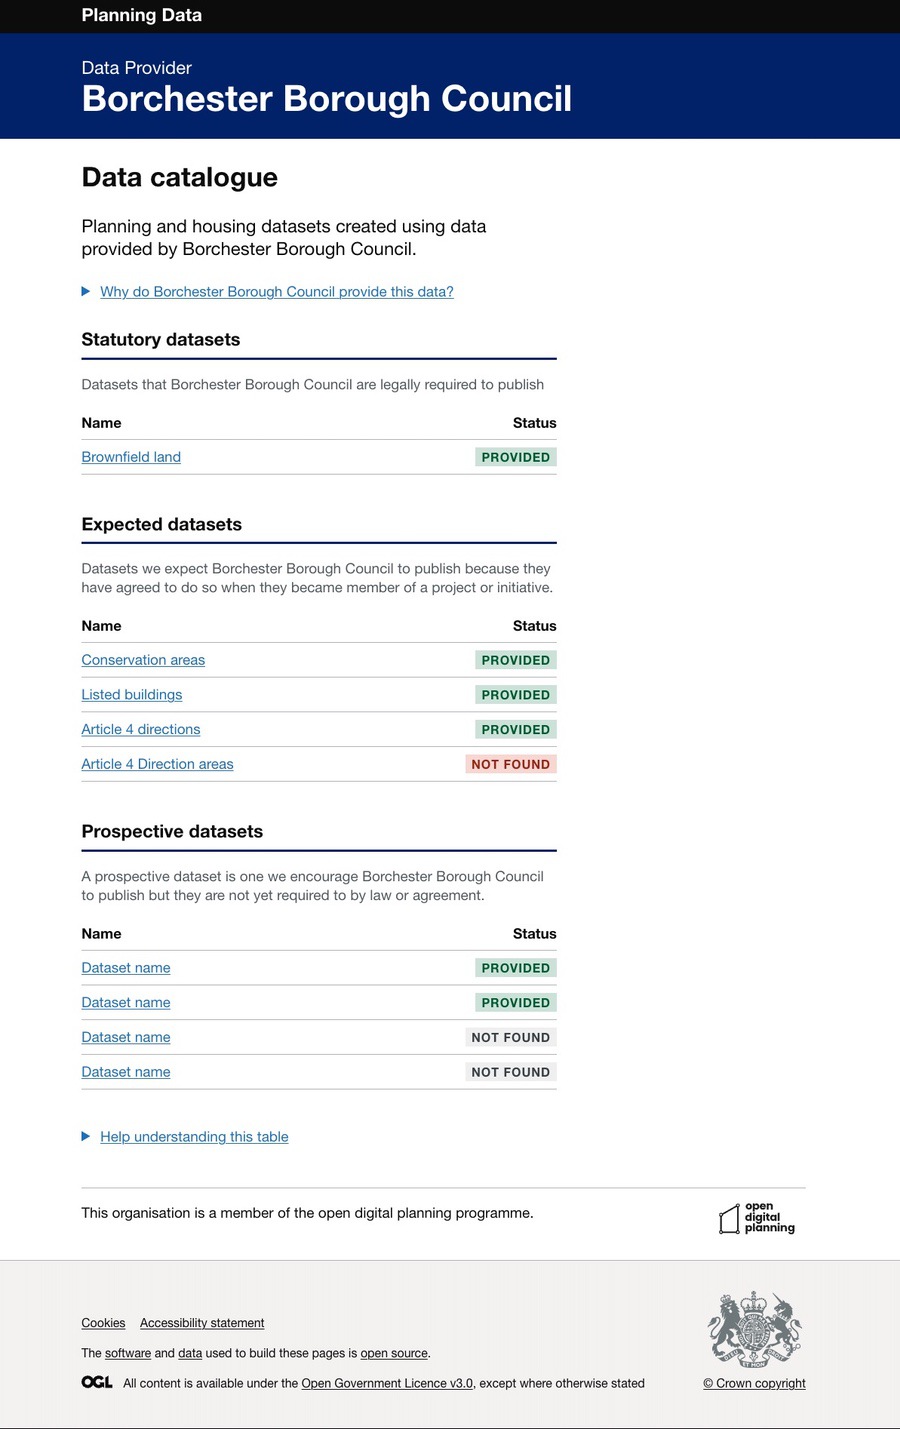 Planning Data
Data Provider
Borchester Borough Council
Data catalogue
Planning and housing datasets created using data
provided by Borchester Borough Council.
Why do Borchester Borough Council provide this data?
Statutory datasets
Datasets that Borchester Borough Council are legally required to publish
Name Status
Brownfield land PROVIDED
Expected datasets
Datasets we expect Borchester Borough Council to publish because they
have agreed to do so when they became member of a project or initiative.
Name Status
Conservation areas PROVIDED
Listed buildings PROVIDED
Article 4 directions PROVIDED
Article 4 Direction areas NOT FOUND
Prospective datasets
A prospective dataset is one we encourage Borchester Borough Council
to publish but they are not yet required to by law or agreement.
Name Status
Dataset name PROVIDED
Dataset name PROVIDED
Dataset name NOT FOUND
Dataset name NOT FOUND
Help understanding this table
This organisation is a member of the open digital planning programme.
open
digital
planning
Cookies Accessibility statement
The software and data used to build these pages is open source.
OGL All content is available under the Open Government Licence v3.0, except where otherwise stated
© Crown copyright